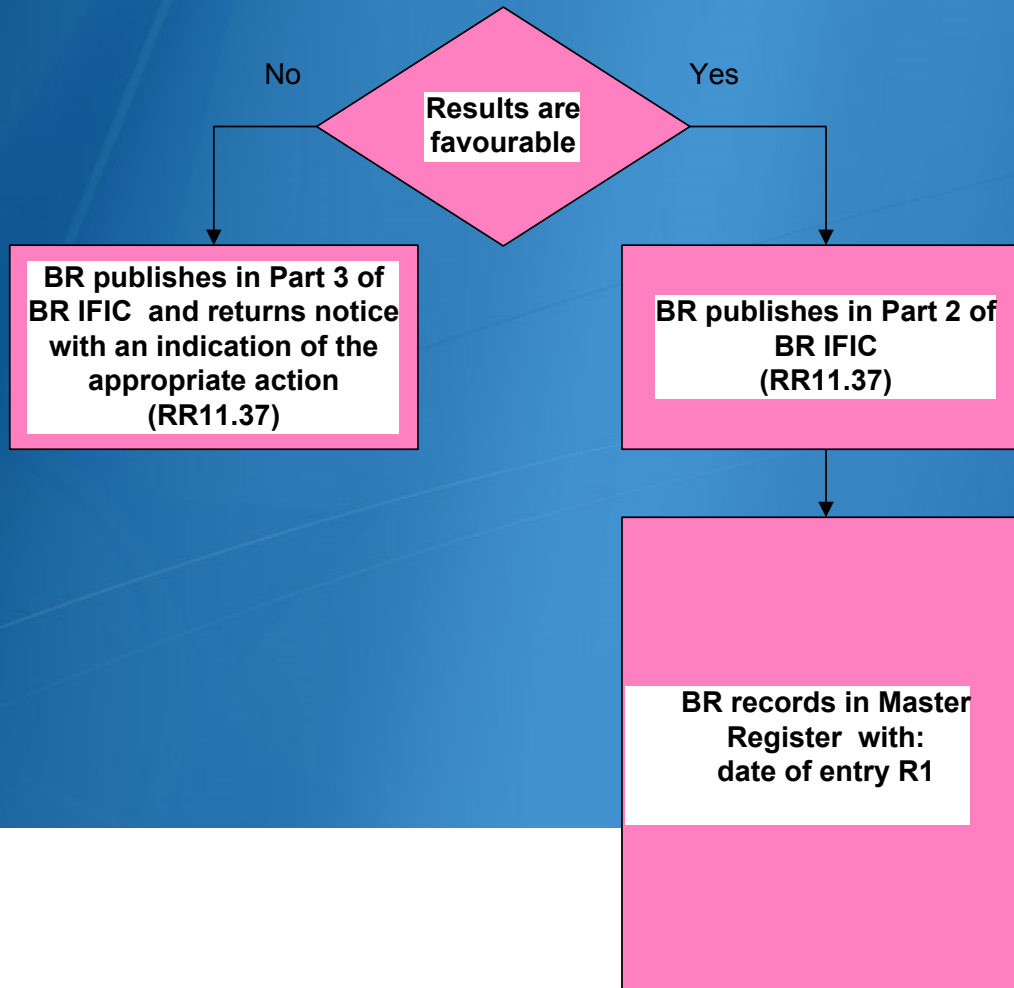 No
Yes
Results are
favourable
BR publishes in Part 3 of
BR IFIC and returns notice
with an indication of the
appropriate action
(RR11.37)
BR publishes in Part 2 of
BR IFIC
(RR11.37)
BR records in Master
Register with:
date of entry R1